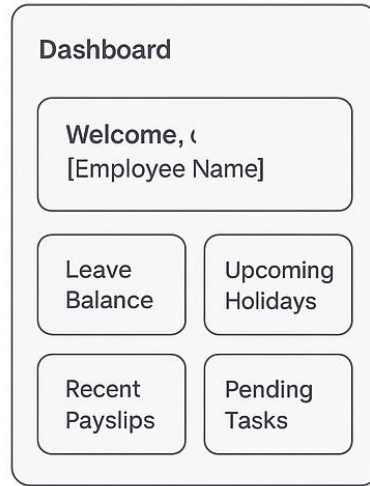 Dashboard
Welcome,
[Employee Name]
Leave
Balance
Upcoming
Holidays
Recent
Payslips
Pending
Tasks